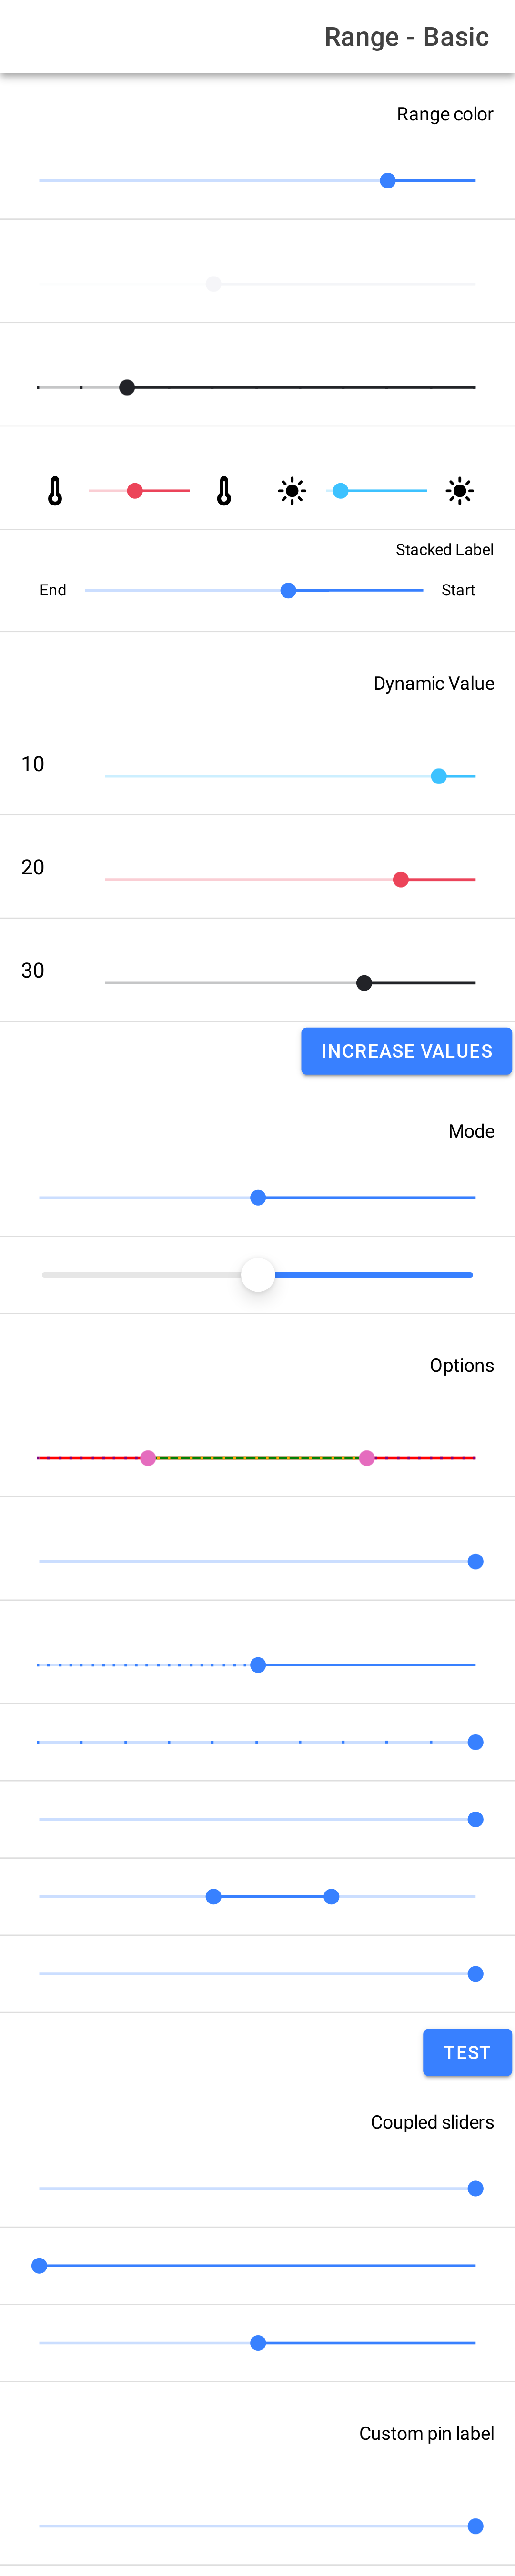 Range - Basic
Range color
Stacked Label
End
Start
Dynamic Value
10
20
30
INCREASE VALUES
Mode
Options
TEST
Coupled sliders
Custom pin label